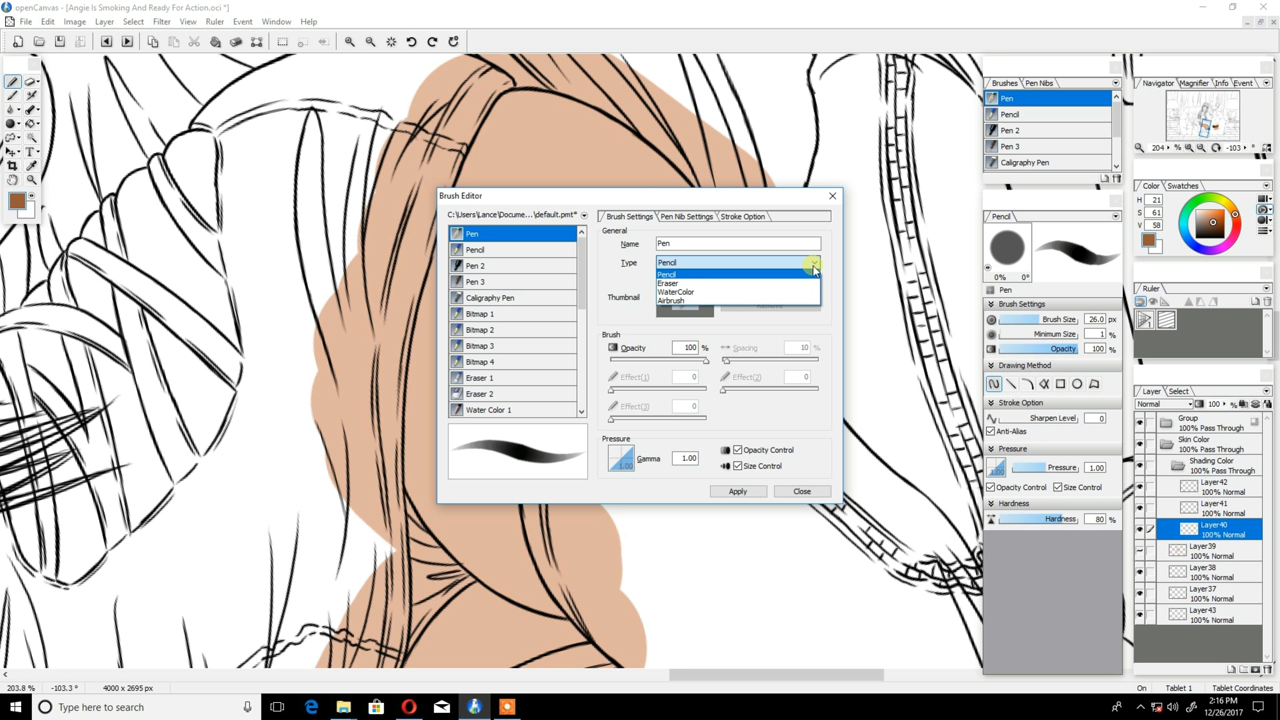 openCanvas - [Angie Is Smoking And Ready For Action.oci *]
File Edit Image Layer Select Filter View Ruler Event Window Help
Brushes Pen Nibs
Pen
Pencil
Pen 2
Pen 3
Caligraphy Pen
Navigator Magnifier Info Event
204 % -103 °
Color Swatches
H 21
S 61
V 58
Pencil
0% 0°
Pen
Brush Settings
Brush Size 26.0 px
Minimum Size 1 %
Opacity 100 %
Drawing Method
Stroke Option
Sharpen Level 0
Anti-Alias
Pressure
Pressure 1.00
Opacity Control Size Control
Hardness
Hardness 80 %
Ruler
Layer Select
Normal 100 %
Group
100% Pass Through
Skin Color
100% Pass Through
Shading Color
100% Pass Through
Layer42
100% Normal
Layer41
100% Normal
Layer40
100% Normal
Layer39
100% Normal
Layer38
100% Normal
Layer37
100% Normal
Layer43
100% Normal
Brush Editor
C:\Users\Lance\Docume...\default.pmt*
Pen
Pencil
Pen 2
Pen 3
Caligraphy Pen
Bitmap 1
Bitmap 2
Bitmap 3
Bitmap 4
Eraser 1
Eraser 2
Water Color 1
Brush Settings Pen Nib Settings Stroke Option
General
Name Pen
Type Pencil
Pencil
Eraser
WaterColor
Airbrush
Thumbnail
Brush
Opacity 100 % Spacing 10 %
Effect(1) 0 Effect(2) 0
Effect(3) 0
Pressure
1.00 Gamma 1.00
Opacity Control
Size Control
Apply Close
203.8 % -103.3 ° 4000 x 2695 px
On Tablet 1 Tablet Coordinates
Type here to search
2:16 PM
12/26/2017